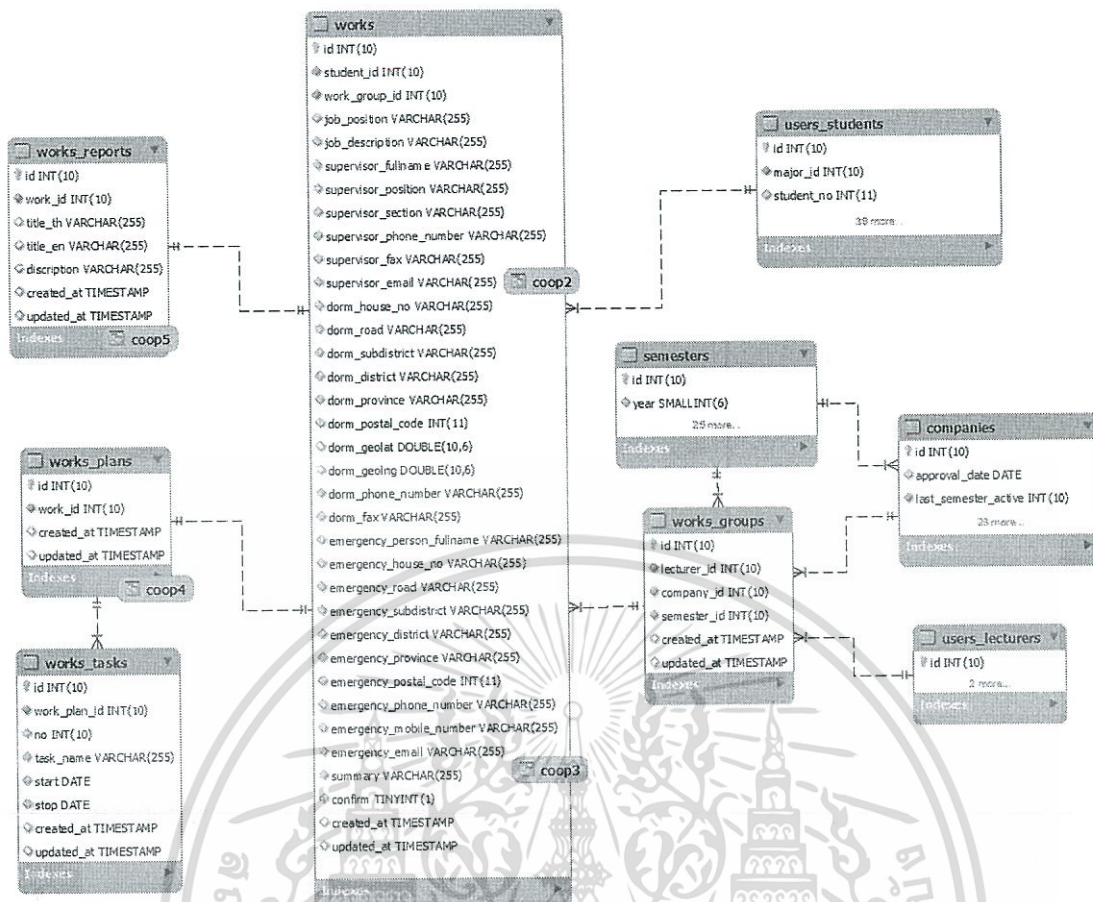 works
id INT(10)
student_id INT(10)
work_group_id INT(10)
job_position VARCHAR(255)
job_description VARCHAR(255)
supervisor_fullname VARCHAR(255)
supervisor_position VARCHAR(255)
supervisor_section VARCHAR(255)
supervisor_phone_number VARCHAR(255)
supervisor_fax VARCHAR(255)
supervisor_email VARCHAR(255)
coop2
dorm_house_no VARCHAR(255)
dorm_road VARCHAR(255)
dorm_subdistrict VARCHAR(255)
dorm_district VARCHAR(255)
dorm_province VARCHAR(255)
dorm_postal_code INT(11)
dorm_geolat DOUBLE(10,6)
dorm_geolng DOUBLE(10,6)
dorm_phone_number VARCHAR(255)
dorm_fax VARCHAR(255)
emergency_person_fullname VARCHAR(255)
emergency_house_no VARCHAR(255)
emergency_road VARCHAR(255)
emergency_subdistrict VARCHAR(255)
emergency_district VARCHAR(255)
emergency_province VARCHAR(255)
emergency_postal_code INT(11)
emergency_phone_number VARCHAR(255)
emergency_mobile_number VARCHAR(255)
emergency_email VARCHAR(255)
coop3
summary VARCHAR(255)
confirm TINYINT(1)
created_at TIMESTAMP
updated_at TIMESTAMP
Indexes
works_reports
id INT(10)
work_id INT(10)
title_th VARCHAR(255)
title_en VARCHAR(255)
discription VARCHAR(255)
created_at TIMESTAMP
updated_at TIMESTAMP
Indexes
coop5
works_plans
id INT(10)
work_id INT(10)
created_at TIMESTAMP
updated_at TIMESTAMP
Indexes
coop4
works_tasks
id INT(10)
work_plan_id INT(10)
no INT(10)
task_name VARCHAR(255)
start DATE
stop DATE
created_at TIMESTAMP
updated_at TIMESTAMP
Indexes
users_students
id INT(10)
major_id INT(10)
student_no INT(11)
Indexes
semesters
id INT(10)
year SMALLINT(6)
25 more...
Indexes
companies
id INT(10)
approval_date DATE
last_semester_active INT(10)
23 more...
Indexes
works_groups
id INT(10)
lecturer_id INT(10)
company_id INT(10)
semester_id INT(10)
created_at TIMESTAMP
updated_at TIMESTAMP
Indexes
users_lecturers
id INT(10)
2 more...
Indexes